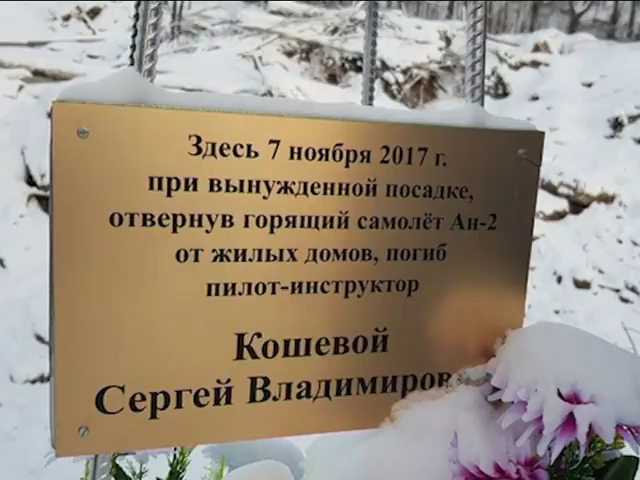 Здесь 7 ноября 2017 г.
при вынужденной посадке,
отвернув горящий самолёт Ан-2
от жилых домов, погиб
пилот-инструктор
Кошевой
Сергей